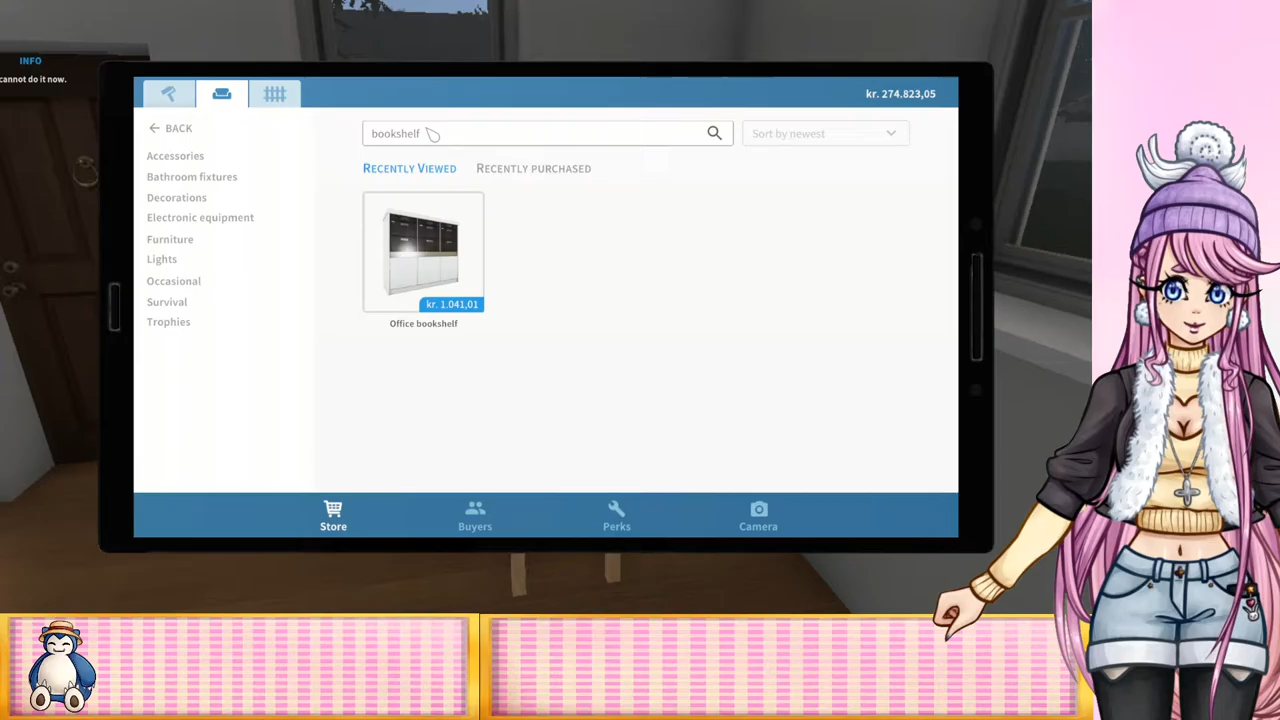 INFO
cannot do it now.
kr. 274.823,05
BACK
bookshelf
Sort by newest
Accessories
Bathroom fixtures
Decorations
Electronic equipment
Furniture
Lights
Occasional
Survival
Trophies
RECENTLY VIEWED
RECENTLY PURCHASED
kr. 1.041,01
Office bookshelf
Store
Buyers
Perks
Camera